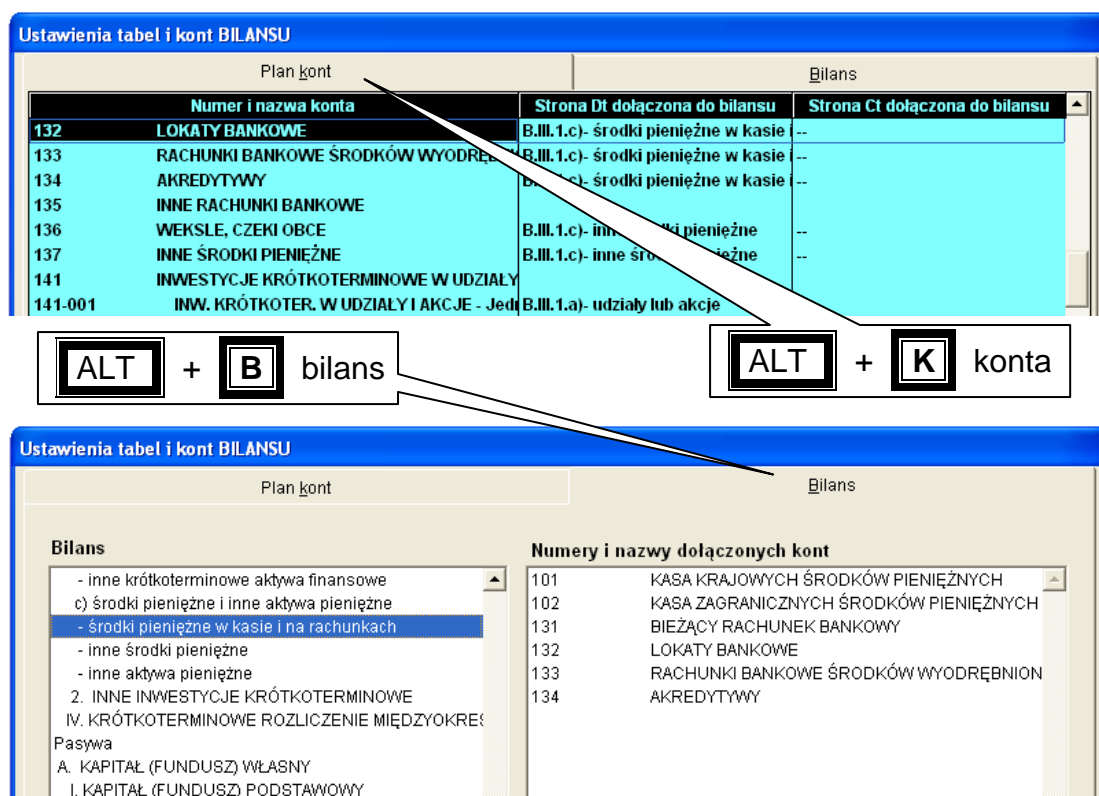 Ustawienia tabel i kont BILANSU
Plan kont Bilans
Numer i nazwa konta Strona Dt dołączona do bilansu Strona Ct dołączona do bilansu
132 LOKATY BANKOWE B.III.1.c)- środki pieniężne w kasie i --
133 RACHUNKI BANKOWE ŚRODKÓW WYODRĘBN B.III.1.c)- środki pieniężne w kasie i --
134 AKREDYTYWY środki pieniężne w kasie i --
135 INNE RACHUNKI BANKOWE
136 WEKSLE, CZEKI OBCE B.III.1.c)- pieniężne --
137 INNE ŚRODKI PIENIĘŻNE B.III.1.c)- inne --
141 INWESTYCJE KRÓTKOTERMINOWE W UDZIAŁY
141-001 INW. KRÓTKOTER. W UDZIAŁY I AKCJE - Jedn B.III.1.a)- udziały lub akcje
ALT + B bilans
ALT + K konta
Ustawienia tabel i kont BILANSU
Plan kont Bilans
Bilans
- inne krótkoterminowe aktywa finansowe
c) środki pieniężne i inne aktywa pieniężne
- środki pieniężne w kasie i na rachunkach
- inne środki pieniężne
- inne aktywa pieniężne
2. INNE INWESTYCJE KRÓTKOTERMINOWE
IV. KRÓTKOTERMINOWE ROZLICZENIE MIĘDZYOKRES
Pasywa
A. KAPITAŁ (FUNDUSZ) WŁASNY
I. KAPITAŁ (FUNDUSZ) PODSTAWOWY
Numery i nazwy dołączonych kont
101 KASA KRAJOWYCH ŚRODKÓW PIENIĘŻNYCH
102 KASA ZAGRANICZNYCH ŚRODKÓW PIENIĘŻNYCH
131 BIEŻĄCY RACHUNEK BANKOWY
132 LOKATY BANKOWE
133 RACHUNKI BANKOWE ŚRODKÓW WYODRĘBNION
134 AKREDYTYWY